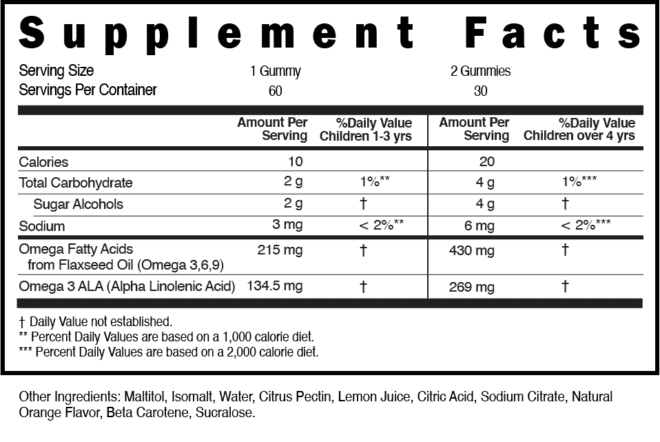 Supplement Facts
Serving Size 1 Gummy 2 Gummies
Servings Per Container 60 30
Amount Per Serving %Daily Value Children 1-3 yrs Amount Per Serving %Daily Value Children over 4 yrs
Calories 10 20
Total Carbohydrate 2 g 1%** 4 g 1%***
Sugar Alcohols 2 g † 4 g †
Sodium 3 mg < 2%** 6 mg < 2%***
Omega Fatty Acids 215 mg † 430 mg †
from Flaxseed Oil (Omega 3,6,9)
Omega 3 ALA (Alpha Linolenic Acid) 134.5 mg † 269 mg †
† Daily Value not established.
** Percent Daily Values are based on a 1,000 calorie diet.
*** Percent Daily Values are based on a 2,000 calorie diet.
Other Ingredients: Maltitol, Isomalt, Water, Citrus Pectin, Lemon Juice, Citric Acid, Sodium Citrate, Natural
Orange Flavor, Beta Carotene, Sucralose.